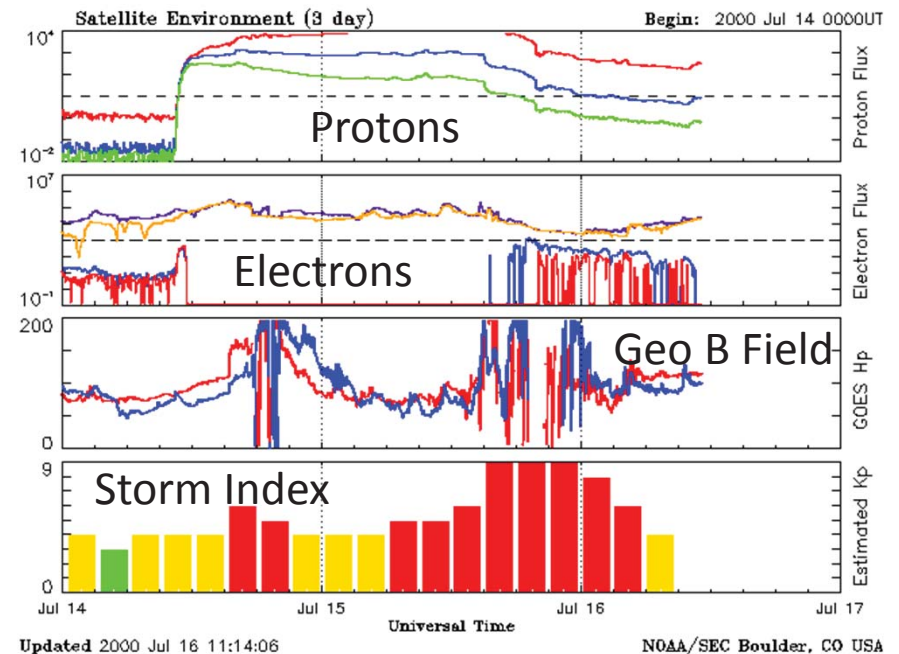 Satellite Environment (3 day) Begin: 2000 Jul 14 0000UT
10⁴
Protons
10⁻²
Proton Flux
10⁷
Electrons
10⁻¹
Electron Flux
200
Geo B Field
0
GOES Hp
9
Storm Index
0
Estimated Kp
Jul 14 Jul 15 Jul 16 Jul 17
Universal Time
Updated 2000 Jul 16 11:14:06 NOAA/SEC Boulder, CO USA